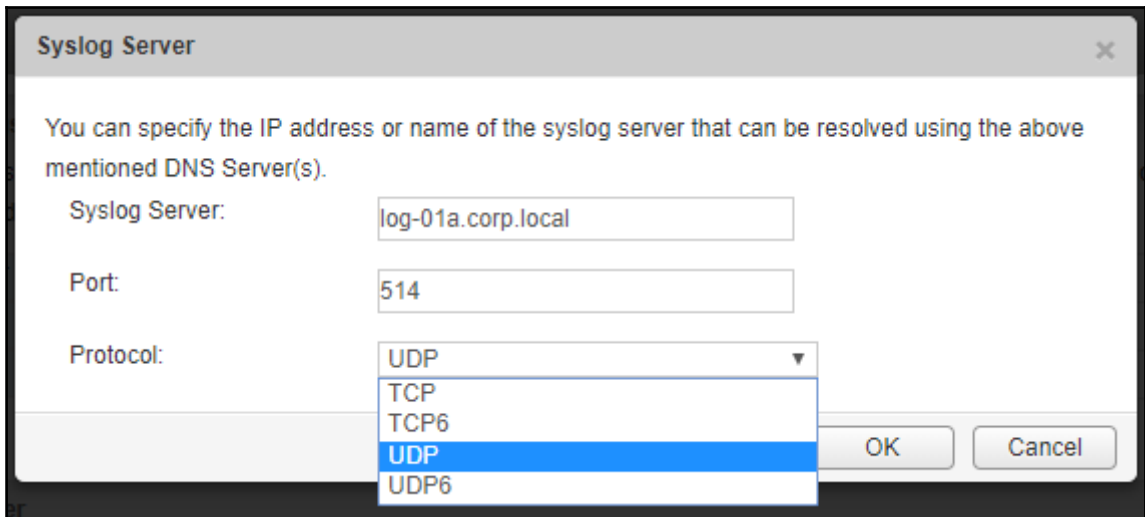 Syslog Server
You can specify the IP address or name of the syslog server that can be resolved using the above
mentioned DNS Server(s).
Syslog Server:
log-01a.corp.local
Port:
514
Protocol:
UDP
TCP
TCP6
UDP
UDP6
OK
Cancel